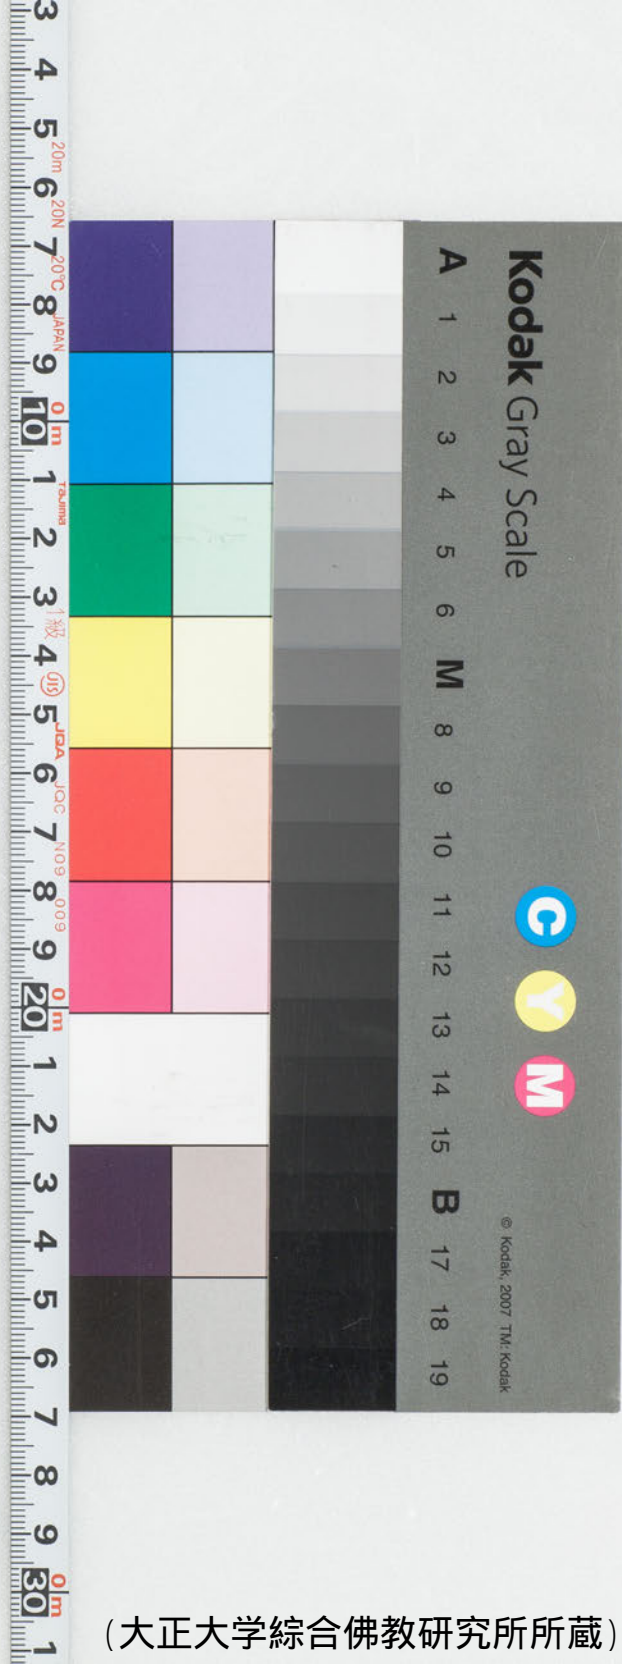 3 4 5 6 7 8 9 10 1 2 3 4 5 6 7 8 9 20 1 2 3 4 5 6 7 8 9 30 1
20m 20N 20℃ JAPAN 0m Tajima 1級 JIS JQA JQC N09 009 0m 0m
Kodak Gray Scale
A 1 2 3 4 5 6 M 8 9 10 11 12 13 14 15 B 17 18 19
C Y M
© Kodak, 2007 TM: Kodak
(大正大学綜合佛教研究所所蔵)